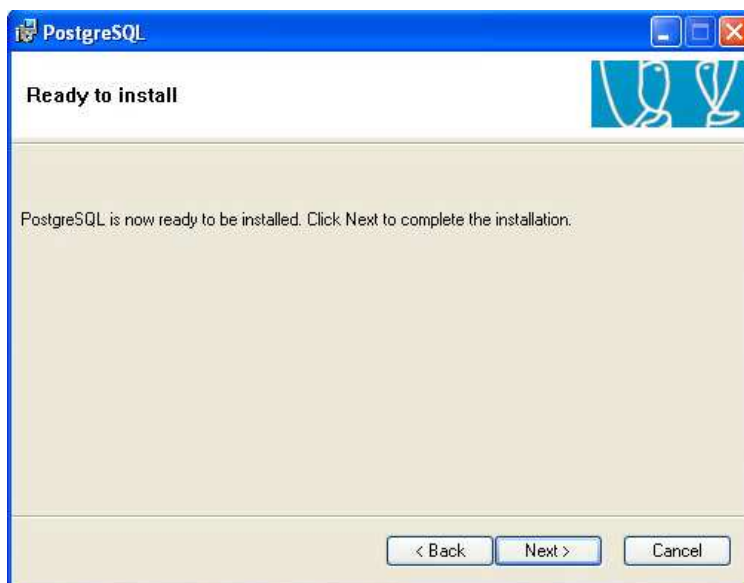 PostgreSQL
Ready to install
PostgreSQL is now ready to be installed. Click Next to complete the installation.
< Back
Next >
Cancel